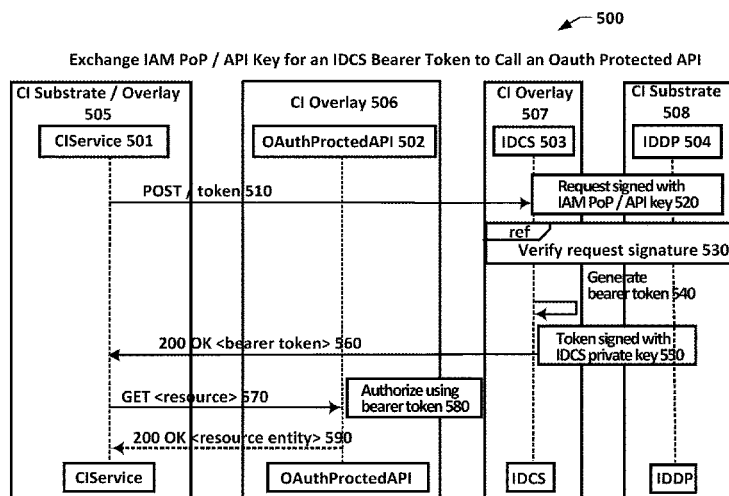 500
Exchange IAM PoP / API Key for an IDCS Bearer Token to Call an Oauth Protected API
CI Substrate / Overlay
505
CI Overlay 506
CI Overlay
507
CI Substrate
508
CIService 501
OAuthProctedAPI 502
IDCS 503
IDDP 504
POST / token 510
Request signed with
IAM PoP / API key 520
ref
Verify request signature 530
Generate
bearer token 540
200 OK <bearer token> 560
Token signed with
IDCS private key 550
GET <resource> 570
Authorize using
bearer token 580
200 OK <resource entity> 590
CIService
OAuthProctedAPI
IDCS
IDDP